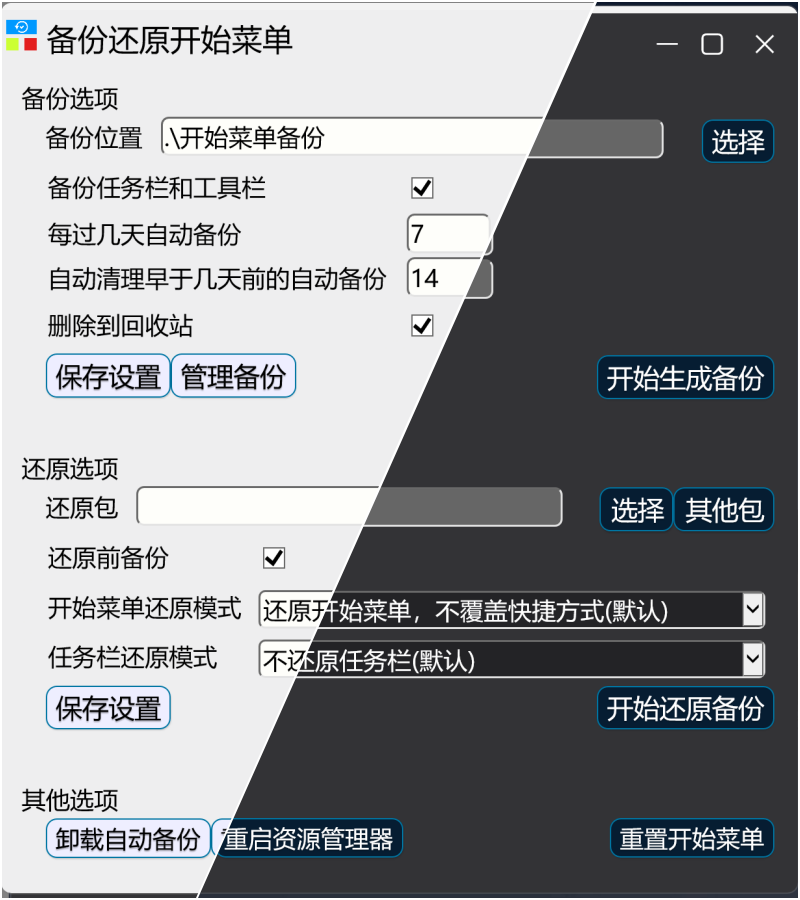 备份还原开始菜单
备份选项
备份位置 .\开始菜单备份 选择
备份任务栏和工具栏
每过几天自动备份 7
自动清理早于几天前的自动备份 14
删除到回收站
保存设置 管理备份 开始生成备份
还原选项
还原包 选择 其他包
还原前备份
开始菜单还原模式 还原开始菜单，不覆盖快捷方式(默认)
任务栏还原模式 不还原任务栏(默认)
保存设置 开始还原备份
其他选项
卸载自动备份 重启资源管理器 重置开始菜单